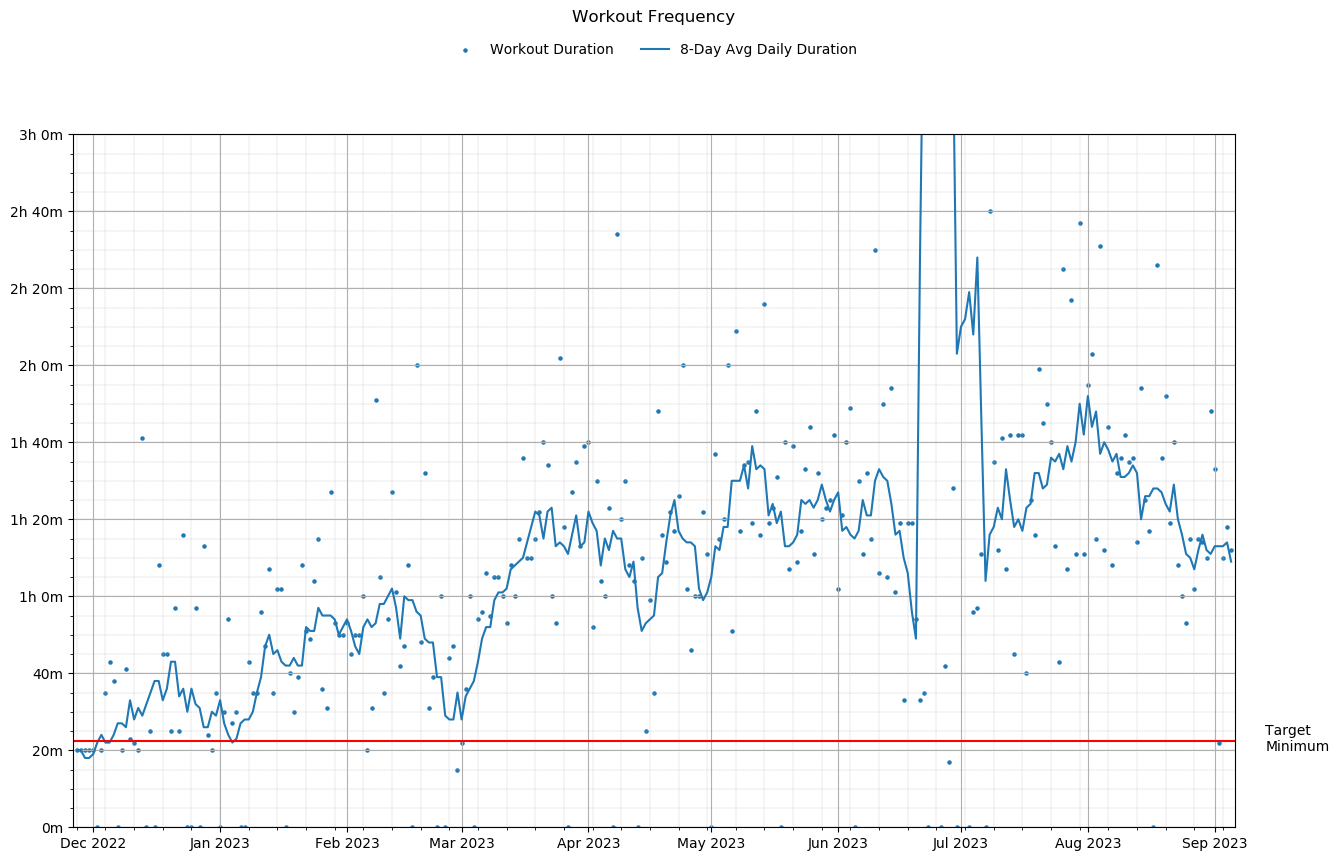 Workout Frequency
Workout Duration
8-Day Avg Daily Duration
3h 0m
2h 40m
2h 20m
2h 0m
1h 40m
1h 20m
1h 0m
40m
20m
0m
Target
Minimum
Dec 2022
Jan 2023
Feb 2023
Mar 2023
Apr 2023
May 2023
Jun 2023
Jul 2023
Aug 2023
Sep 2023